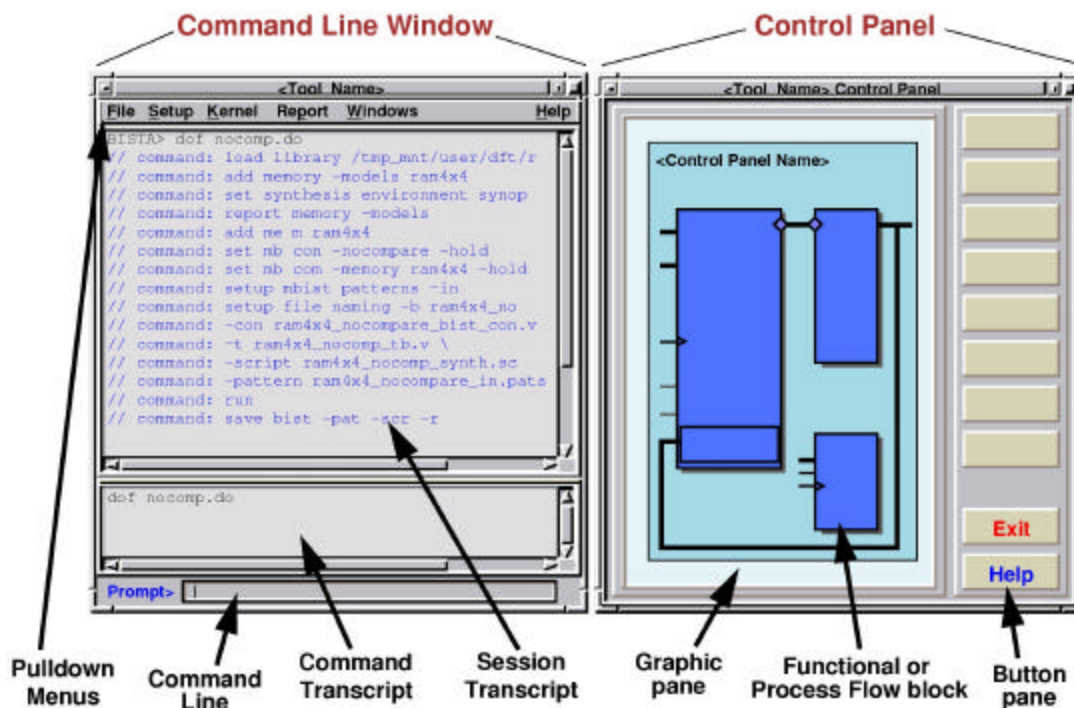 Command Line Window
Control Panel
<Tool Name>
<Tool Name> Control Panel
File Setup Kernel Report Windows Help
BISTA> dof nocomp.do
// command: load library /tmp_mnt/user/dft/r
// command: add memory -models ram4x4
// command: set synthesis environment synop
// command: report memory -models
// command: add me m ram4x4
// command: set mb con -nocompare -hold
// command: set mb com -memory ram4x4 -hold
// command: setup mbist patterns -in
// command: setup file naming -b ram4x4_no
// command: -con ram4x4_nocompare_bist_con.v
// command: -t ram4x4_nocomp_tb.v \
// command: -script ram4x4_nocomp_synth.sc
// command: -pattern ram4x4_nocompare_in.pats
// command: run
// command: save bist -pat -scr -r
dof nocomp.do
Prompt>
<Control Panel Name>
Exit
Help
Pulldown
Menus
Command
Line
Command
Transcript
Session
Transcript
Graphic
pane
Functional or
Process Flow block
Button
pane